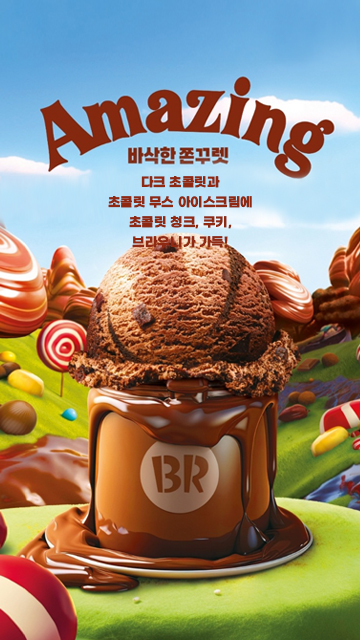 Amazing
바삭한 쫀꾸렛
다크 초콜릿과
초콜릿 무스 아이스크림에
초콜릿 청크, 쿠키,
브라우니가 가득!
BR